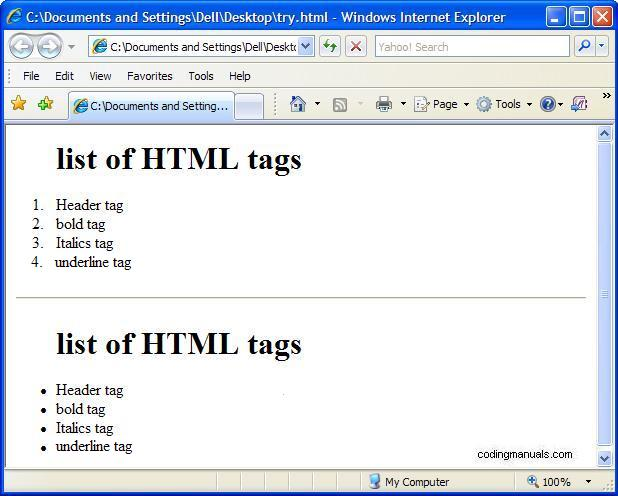 C:\Documents and Settings\Dell\Desktop\try.html - Windows Internet Explorer
C:\Documents and Settings\Dell\Deskto
Yahoo! Search
File Edit View Favorites Tools Help
C:\Documents and Setting...
Page Tools
list of HTML tags
1. Header tag
2. bold tag
3. Italics tag
4. underline tag
list of HTML tags
• Header tag
• bold tag
• Italics tag
• underline tag
codingmanuals.com
My Computer 100%